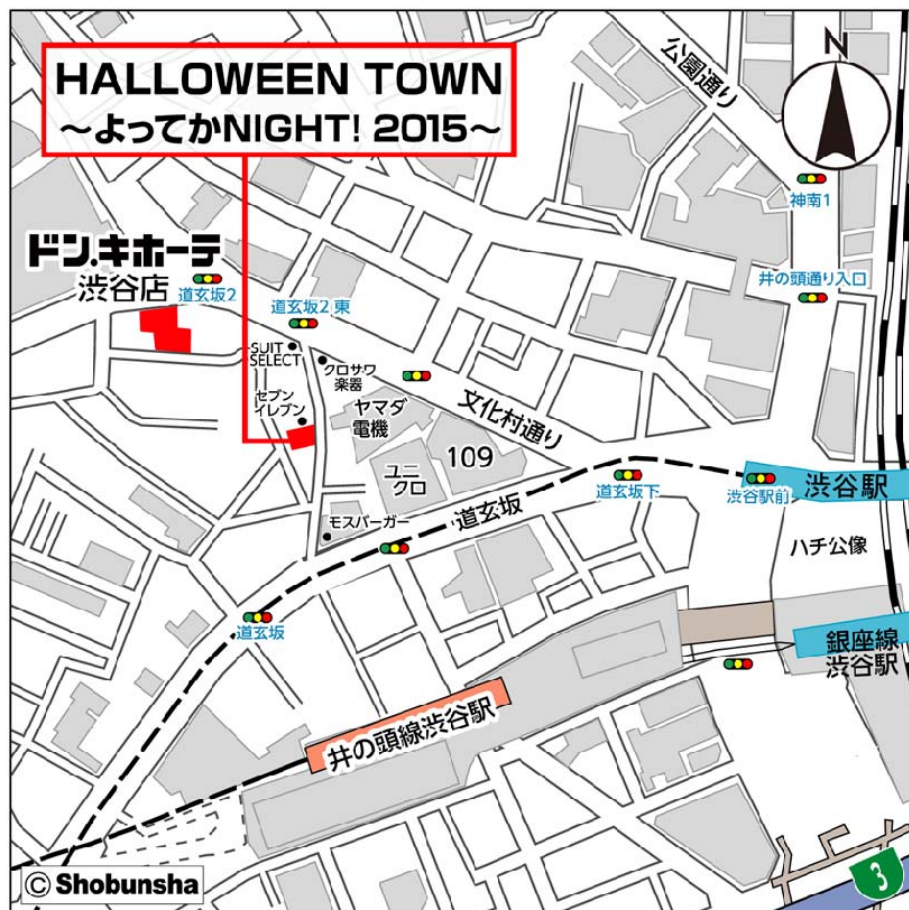 HALLOWEEN TOWN
～よってかNIGHT! 2015～
N
公園通り
神南1
ドン.キホーテ
渋谷店
道玄坂2
道玄坂2 東
井の頭通り入口
SUIT
SELECT
クロサワ
楽器
セブン
イレブン
ヤマダ
電機
文化村通り
109
ユニ
クロ
道玄坂下
渋谷駅前
渋谷駅
道玄坂
モスバーガー
ハチ公像
道玄坂
銀座線
渋谷駅
井の頭線渋谷駅
3
© Shobunsha